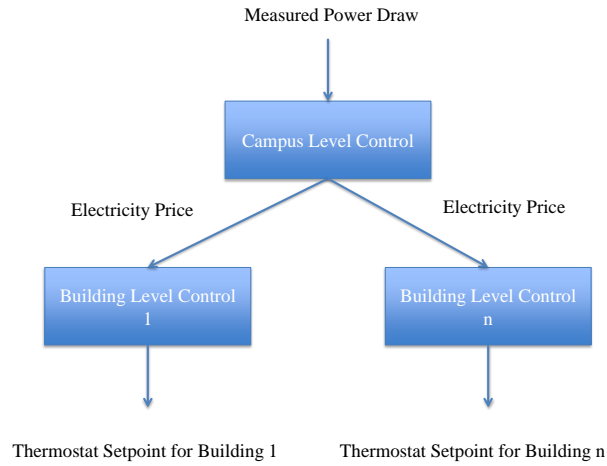 Measured Power Draw
Campus Level Control
Electricity Price
Electricity Price
Building Level Control
1
Building Level Control
n
Thermostat Setpoint for Building 1
Thermostat Setpoint for Building n